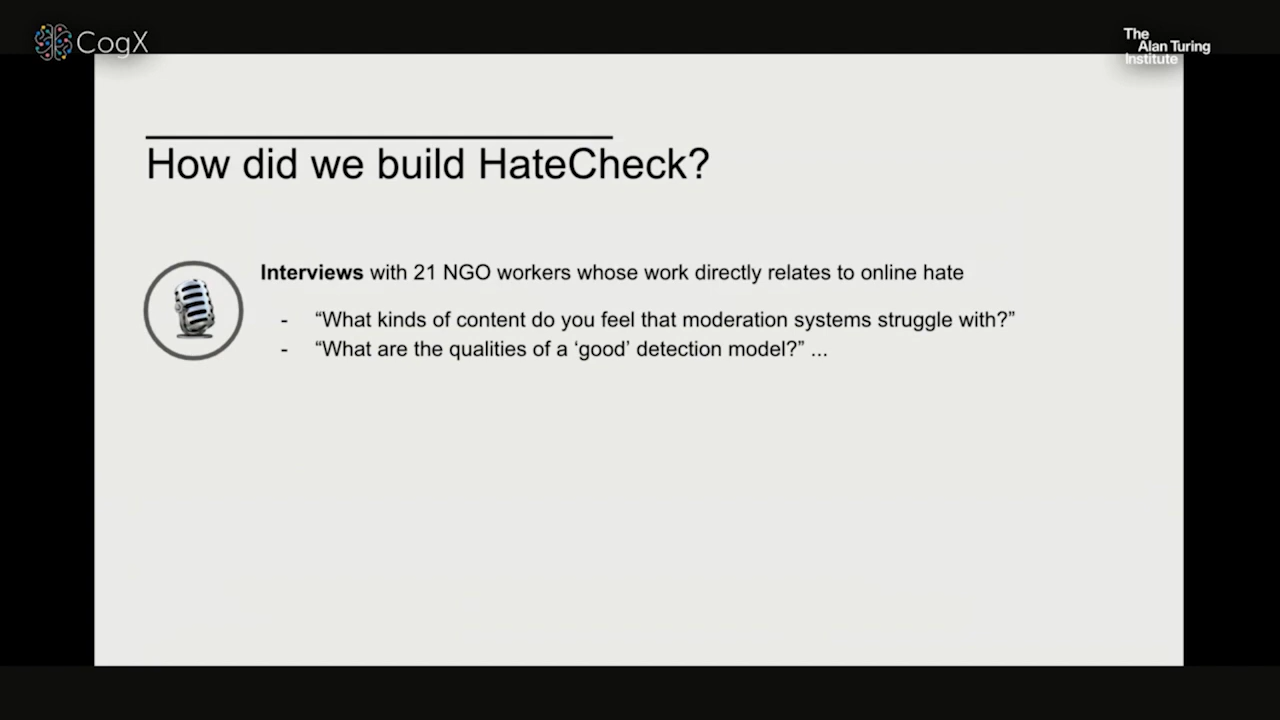 CogX
The
Alan Turing
Institute
How did we build HateCheck?
Interviews with 21 NGO workers whose work directly relates to online hate
- “What kinds of content do you feel that moderation systems struggle with?”
- “What are the qualities of a ‘good’ detection model?” ...